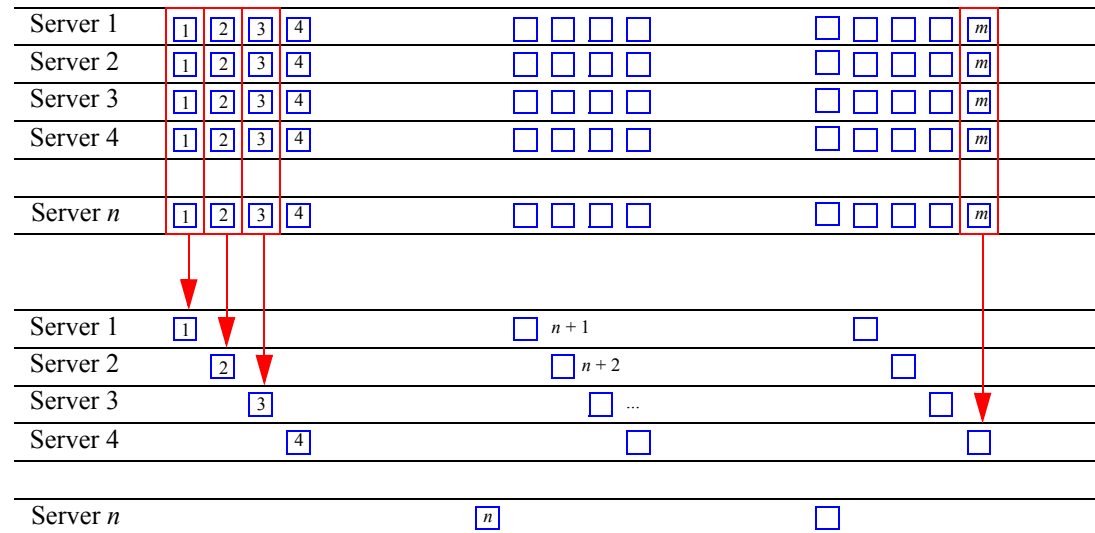 Server 1 1 2 3 4 m
Server 2 1 2 3 4 m
Server 3 1 2 3 4 m
Server 4 1 2 3 4 m
Server n 1 2 3 4 m
Server 1 1 n + 1
Server 2 2 n + 2
Server 3 3 ...
Server 4 4
Server n n